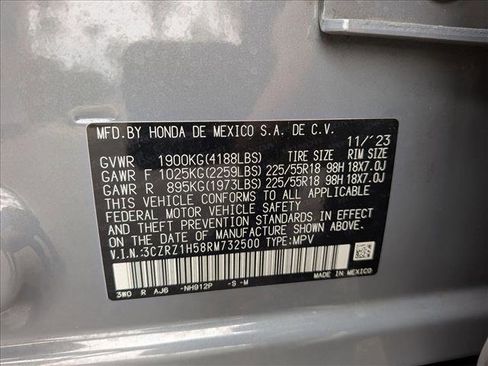 MFD.BY HONDA DE MEXICO S.A. DE C.V.
11/'23
GVWR 1900KG(4188LBS) TIRE SIZE RIM SIZE
GAWR F 1025KG(2259LBS) 225/55R18 98H 18X7.0J
GAWR R 895KG(1973LBS) 225/55R18 98H 18X7.0J
THIS VEHICLE CONFORMS TO ALL APPLICABLE
FEDERAL MOTOR VEHICLE SAFETY, BUMPER,
AND THEFT PREVENTION STANDARDS IN EFFECT
ON THE DATE OF MANUFACTURE SHOWN ABOVE.
V.I.N.:3CZRZ1H58RM732500 TYPE:MPV
3W0 R AJ6 -NH912P -S -M
MADE IN MEXICO